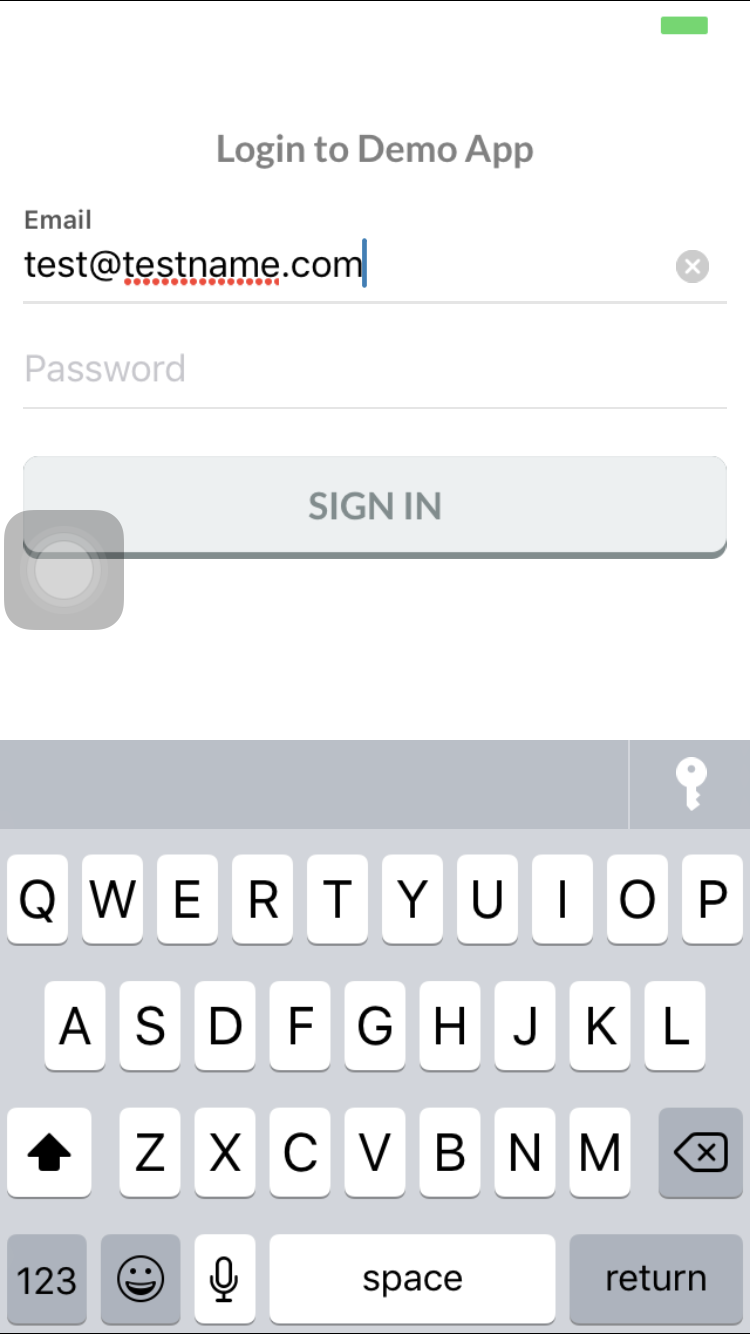 Login to Demo App
Email
test@testname.com
Password
SIGN IN
Q W E R T Y U I O P
A S D F G H J K L
Z X C V B N M
123 space return